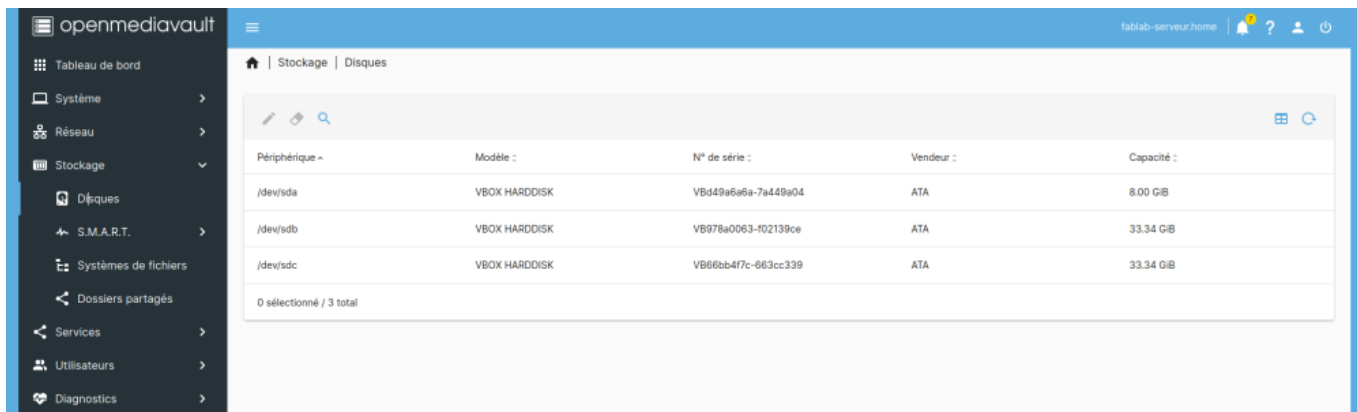 openmediavault
fablab-serveur.home
Tableau de bord
Système
Réseau
Stockage
Disques
S.M.A.R.T.
Systèmes de fichiers
Dossiers partagés
Services
Utilisateurs
Diagnostics
| Stockage | Disques
Périphérique Modèle N° de série Vendeur Capacité
/dev/sda VBOX HARDDISK VBd49a6a6a-7a449a04 ATA 8.00 GiB
/dev/sdb VBOX HARDDISK VB978a0063-f02139ce ATA 33.34 GiB
/dev/sdc VBOX HARDDISK VB66bb4f7c-663cc339 ATA 33.34 GiB
0 sélectionné / 3 total